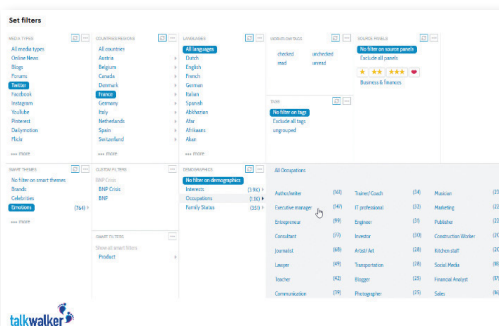 Set filters
MEDIA TYPES
All media types
Online News
Blogs
Forums
Twitter
Facebook
Instagram
YouTube
Pinterest
Dailymotion
Flickr
more
COUNTRIES/REGIONS
All countries
Austria
Belgium
Canada
Denmark
France
Germany
Italy
Netherlands
Spain
Switzerland
more
LANGUAGES
All languages
Dutch
English
French
German
Italian
Spanish
Abkhazian
Afar
Afrikaans
Akan
more
checked
unchecked
read
unread
SOURCE PANELS
No filter on source panels
Exclude all panels
Business & finances
TAGS
No filter on tags
Exclude all tags
ungrouped
SMART THEMES
No filter on smart themes
Brands
Celebrities
Emotions
more
CUSTOM FILTERS
BNP Crisis
BNP
SMART FILTERS
Show all smart filters
Product
DEMOGRAPHICS
No filter on demographics
Interests
Occupations
Family Status
All Occupations
Author/writer
Trainer/Coach
Musician
Executive manager
IT professional
Marketing
Entrepreneur
Engineer
Publisher
Consultant
Investor
Construction Worker
Journalist
Artist/Art
Kitchen staff
Lawyer
Transportation
Social Media
Teacher
Blogger
Financial Analyst
Communication
Photographer
Sales
talkwalker